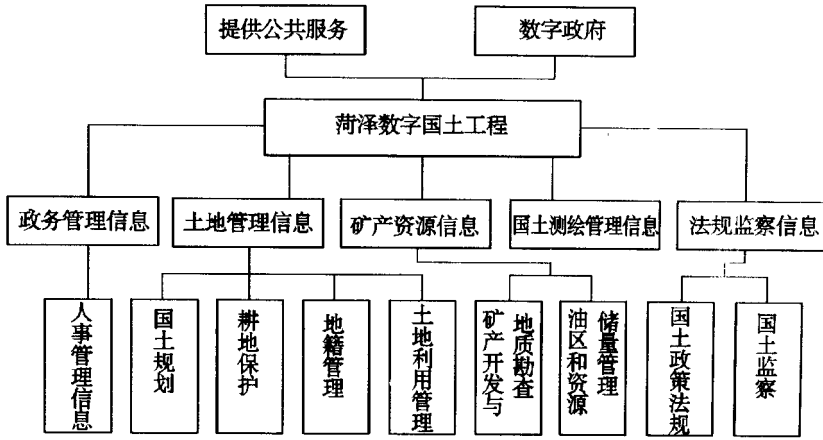 提供公共服务
数字政府
菏泽数字国土工程
政务管理信息
土地管理信息
矿产资源信息
国土测绘管理信息
法规监察信息
人事管理信息
国土规划
耕地保护
地籍管理
土地利用管理
地质勘查
矿产开发与
储量管理
油区和资源
国土政策法规
国土监察